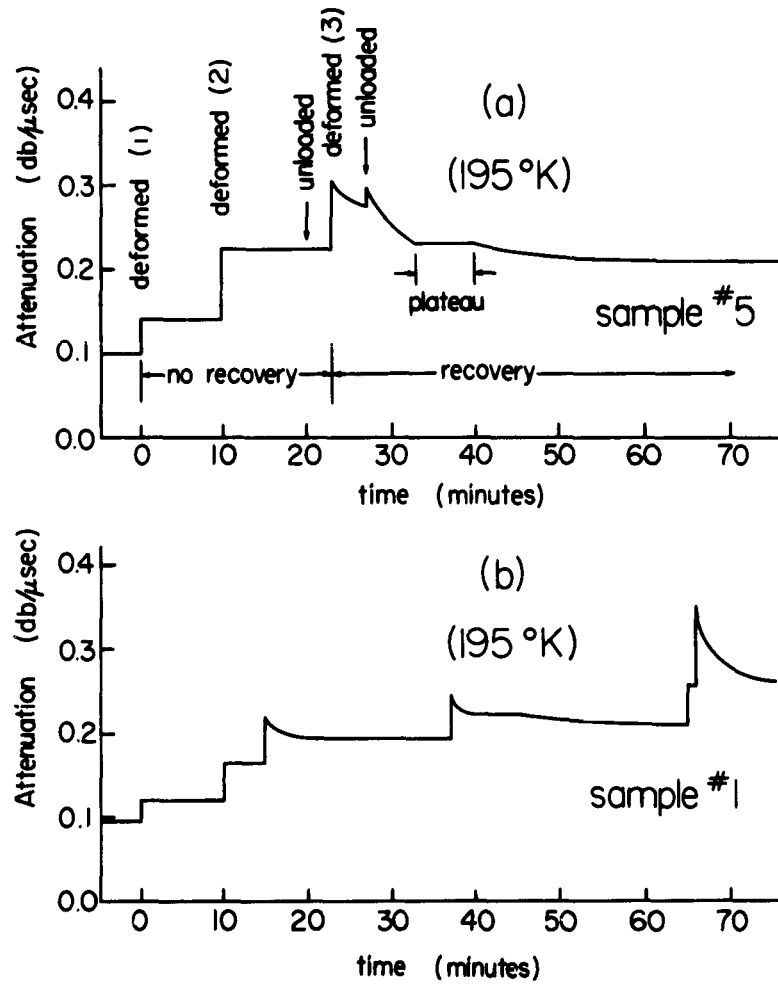 Attenuation (db/μsec)
0.4
0.3
0.2
0.1
0.0
deformed (1)
deformed (2)
unloaded
deformed (3)
unloaded
(a)
(195 °K)
plateau
sample #5
no recovery
recovery
0 10 20 30 40 50 60 70
time (minutes)
Attenuation (db/μsec)
0.4
0.3
0.2
0.1
0.0
(b)
(195 °K)
sample #1
0 10 20 30 40 50 60 70
time (minutes)